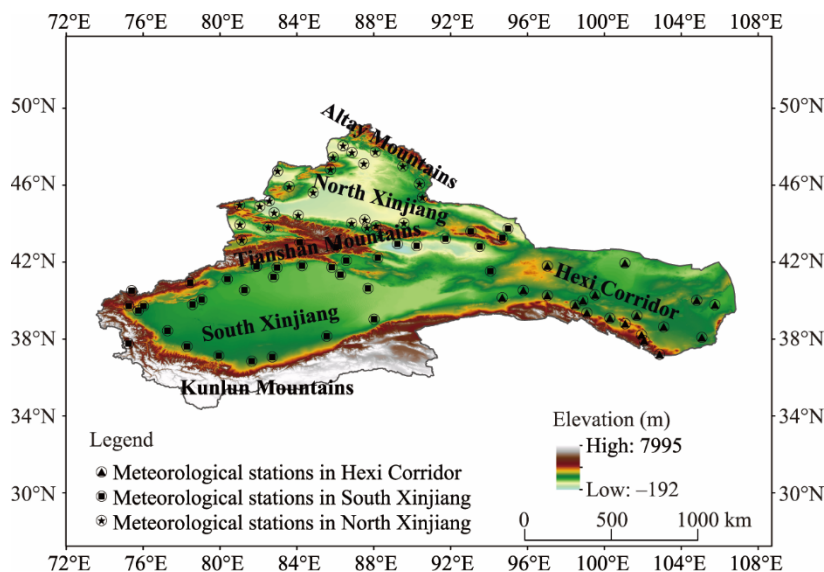 72°E 76°E 80°E 84°E 88°E 92°E 96°E 100°E 104°E 108°E
50°N 50°N
Altay Mountains
46°N 46°N
North Xinjiang
Tianshan Mountains
42°N 42°N
Hexi Corridor
South Xinjiang
38°N 38°N
Kunlun Mountains
34°N 34°N
Legend
Elevation (m)
High: 7995
Meteorological stations in Hexi Corridor
Low: –192
30°N 30°N
Meteorological stations in South Xinjiang
Meteorological stations in North Xinjiang
0 500 1000 km
72°E 76°E 80°E 84°E 88°E 92°E 96°E 100°E 104°E 108°E